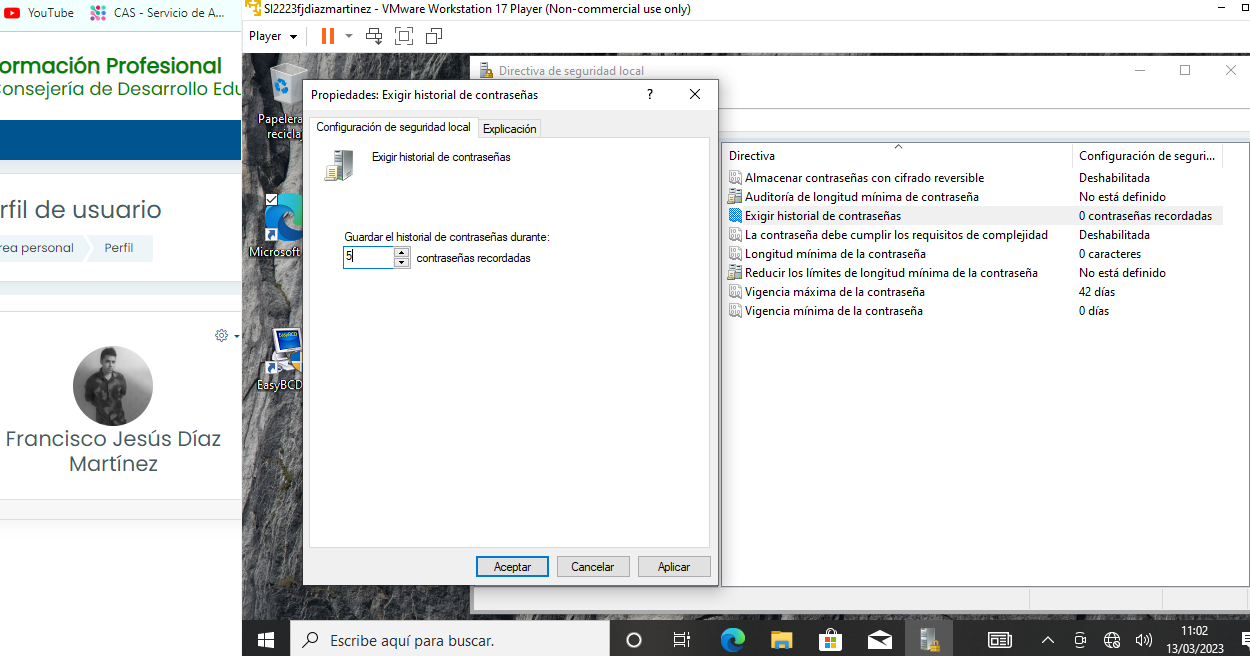 YouTube
CAS - Servicio de A...
ormación Profesional
onsejería de Desarrollo Edu
rfil de usuario
rea personal
Perfil
Francisco Jesús Díaz
Martínez
SI2223fjdiazmartinez - VMware Workstation 17 Player (Non-commercial use only)
Player
Papelera
recicla
Microsoft
EasyBCD
Directiva de seguridad local
Propiedades: Exigir historial de contraseñas
?
Configuración de seguridad local
Explicación
Exigir historial de contraseñas
Guardar el historial de contraseñas durante:
5
contraseñas recordadas
Aceptar
Cancelar
Aplicar
Directiva
Configuración de seguri...
Almacenar contraseñas con cifrado reversible
Deshabilitada
Auditoría de longitud mínima de contraseña
No está definido
Exigir historial de contraseñas
0 contraseñas recordadas
La contraseña debe cumplir los requisitos de complejidad
Deshabilitada
Longitud mínima de la contraseña
0 caracteres
Reducir los límites de longitud mínima de la contraseña
No está definido
Vigencia máxima de la contraseña
42 días
Vigencia mínima de la contraseña
0 días
Escribe aquí para buscar.
11:02
13/03/2023